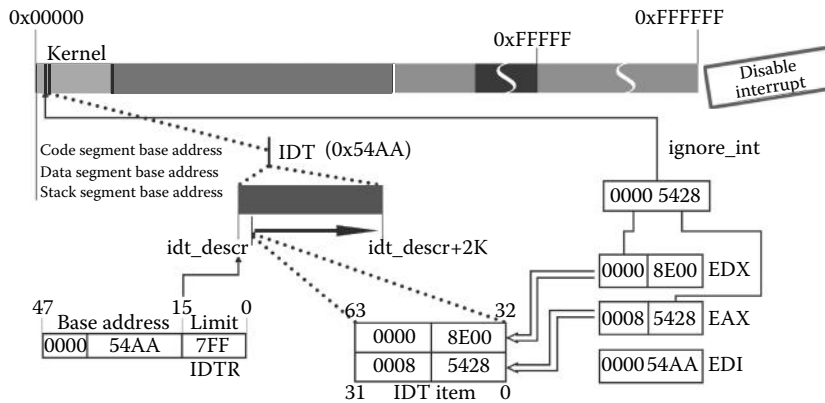 0x00000
0xFFFFFF
0xFFFFF
Kernel
Disable
interrupt
Code segment base address
IDT (0x54AA)
ignore_int
Data segment base address
Stack segment base address
0000 5428
idt_descr
idt_descr+2K
0000 8E00 EDX
47 15 0
63 32
Base address Limit
0008 5428 EAX
0000 54AA 7FF
0000 8E00
IDTR
0008 5428
0000 54AA EDI
31 IDT item 0